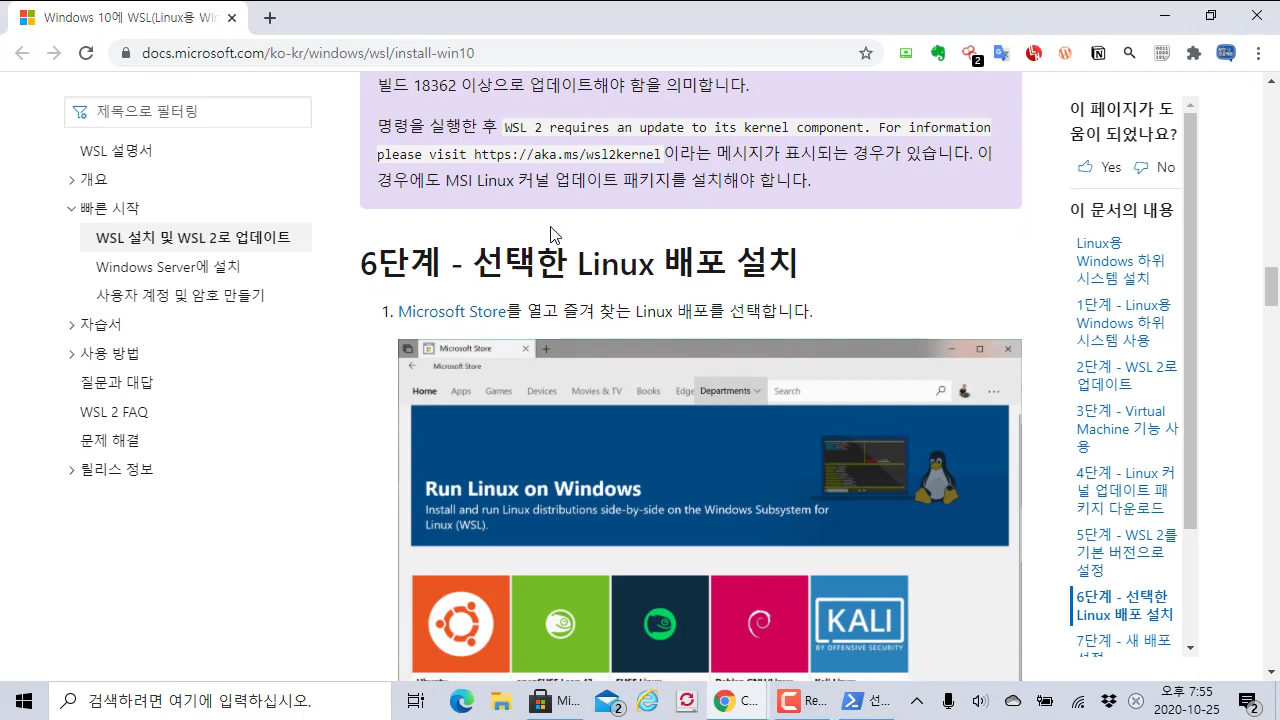 Windows 10에 WSL(Linux용 Win
docs.microsoft.com/ko-kr/windows/wsl/install-win10
2
제목으로 필터링
WSL 설명서
개요
빠른 시작
WSL 설치 및 WSL 2로 업데이트
Windows Server에 설치
사용자 계정 및 암호 만들기
자습서
사용 방법
질문과 대답
WSL 2 FAQ
문제 해결
릴리스 정보
빌드 18362 이상으로 업데이트해야 함을 의미합니다.
명령을 실행한 후 WSL 2 requires an update to its kernel component. For information
please visit https://aka.ms/wsl2kernel이라는 메시지가 표시되는 경우가 있습니다. 이
경우에도 MSI Linux 커널 업데이트 패키지를 설치해야 합니다.
6단계 - 선택한 Linux 배포 설치
1. Microsoft Store를 열고 즐겨 찾는 Linux 배포를 선택합니다.
Microsoft Store
Microsoft Store
Home Apps Games Devices Movies & TV Books Edge Departments Search
Run Linux on Windows
Install and run Linux distributions side-by-side on the Windows Subsystem for
Linux (WSL).
KALI
BY OFFENSIVE SECURITY
이 페이지가 도
움이 되었나요?
Yes No
이 문서의 내용
Linux용
Windows 하위
시스템 설치
1단계 - Linux용
Windows 하위
시스템 사용
2단계 - WSL 2로
업데이트
3단계 - Virtual
Machine 기능 사
용
4단계 - Linux 커
널 업데이트 패
키지 다운로드
5단계 - WSL 2를
기본 버전으로
설정
6단계 - 선택한
Linux 배포 설치
7단계 - 새 배포
검색하려면 여기에 입력하십시오.
Mi...
2
C...
Re...
선...
오후 7:55
2020-10-25
2